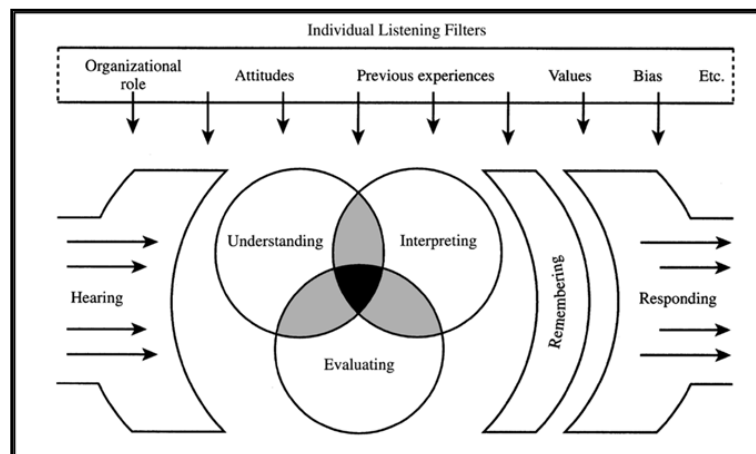 Individual Listening Filters
Organizational
role
Attitudes
Previous experiences
Values
Bias
Etc.
Understanding
Interpreting
Hearing
Remembering
Responding
Evaluating